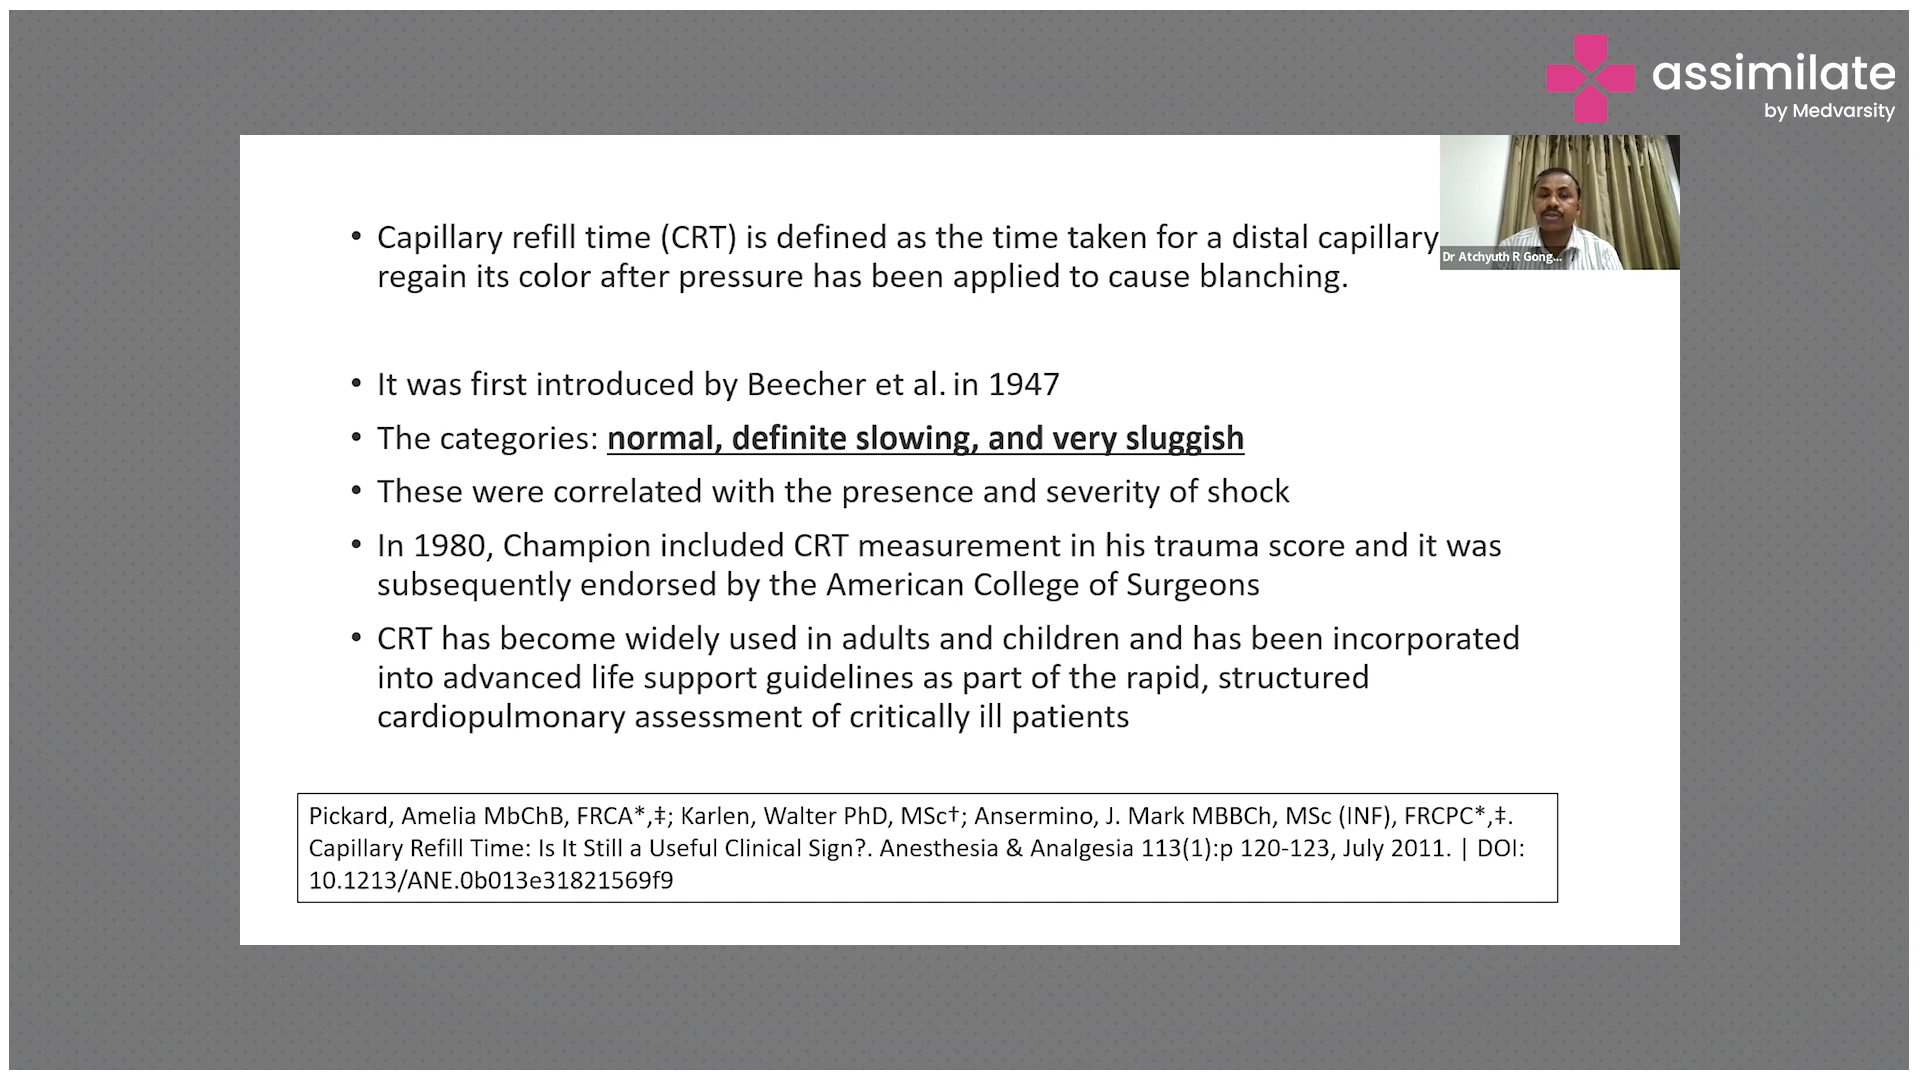 assimilate
by Medvarsity
• Capillary refill time (CRT) is defined as the time taken for a distal capillary
regain its color after pressure has been applied to cause blanching.
Dr Atchyuth R Gong...
• It was first introduced by Beecher et al. in 1947
• The categories: normal, definite slowing, and very sluggish
• These were correlated with the presence and severity of shock
• In 1980, Champion included CRT measurement in his trauma score and it was
subsequently endorsed by the American College of Surgeons
• CRT has become widely used in adults and children and has been incorporated
into advanced life support guidelines as part of the rapid, structured
cardiopulmonary assessment of critically ill patients
Pickard, Amelia MbChB, FRCA*,‡; Karlen, Walter PhD, MSc†; Ansermino, J. Mark MBBCh, MSc (INF), FRCPC*,‡.
Capillary Refill Time: Is It Still a Useful Clinical Sign?. Anesthesia & Analgesia 113(1):p 120-123, July 2011. | DOI:
10.1213/ANE.0b013e31821569f9